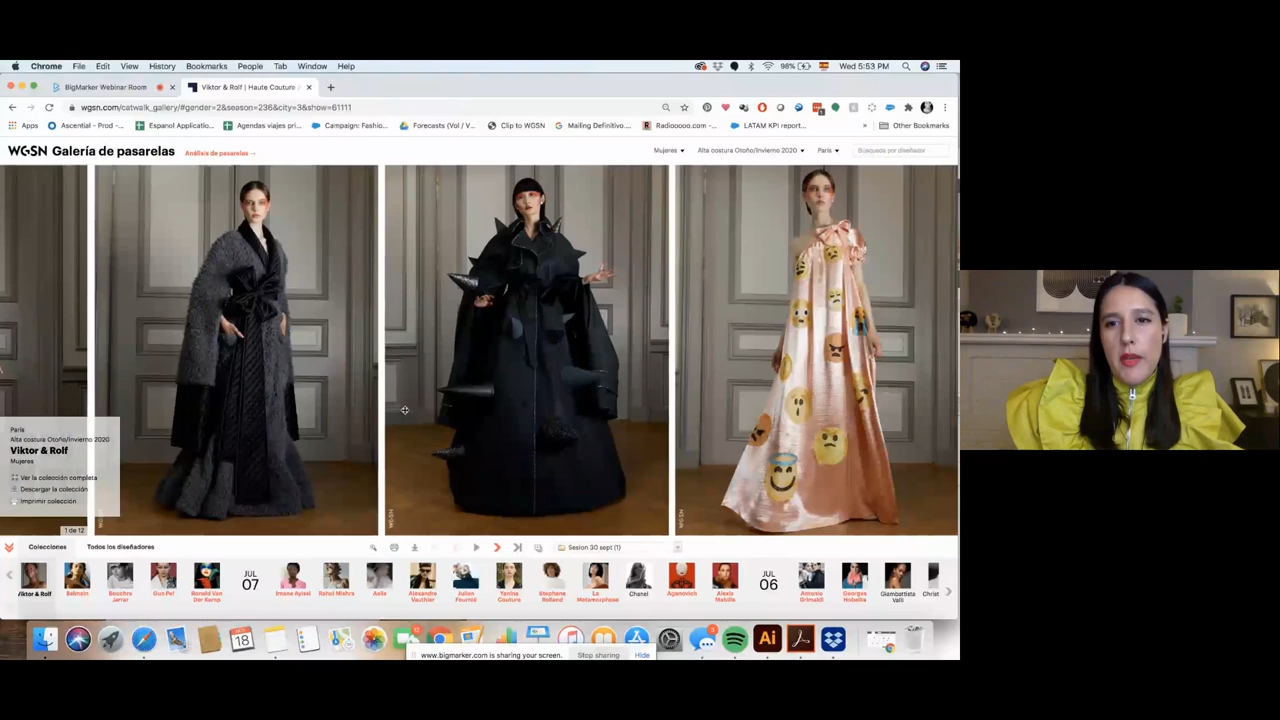 Chrome File Edit View History Bookmarks People Tab Window Help 98% Wed 5:53 PM
BigMarker Webinar Room Viktor & Rolf | Haute Couture
wgsn.com/catwalk_gallery/#gender=2&season=236&city=3&show=61111
Apps Ascential - Prod -... Espanol Applicatio... Agendas viajes pri... Campaign: Fashio... Forecasts (Vol / V... Clip to WGSN Mailing Definitivo.... Radiooooo.com -... LATAM KPI report... » Other Bookmarks
WGSN Galería de pasarelas Análisis de pasarelas → Mujeres Alta costura Otoño/Invierno 2020 París Búsqueda por diseñador
París
Alta costura Otoño/Invierno 2020
Viktor & Rolf
Mujeres
Ver la colección completa
Descargar la colección
Imprimir colección
1 de 12
WGSN WGSN WGSN
Colecciones Todos los diseñadores Sesion 30 sept (1)
JUL 07 JUL 06
Viktor & Rolf Balmain Bouchra Jarrar Guo Pei Ronald Van Der Kemp Imane Ayissi Rahul Mishra Aelis Alexandre Vauthier Julien Fournié Yanina Couture Stephane Rolland La Metamorphose Chanel Aganovich Alexis Mabille Antonio Grimaldi Georges Hobeika Giambattista Valli Christ
NOV 18
Ai
www.bigmarker.com is sharing your screen. Stop sharing Hide